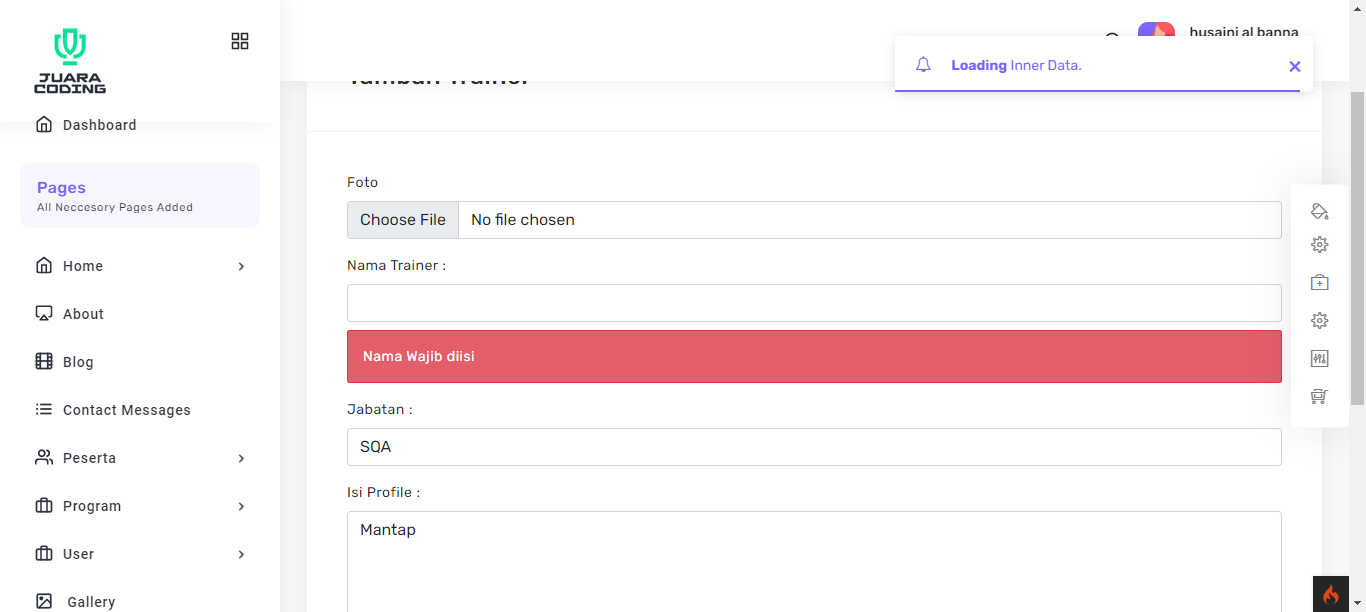 JUARA
CODING
husaini al banna
Loading Inner Data.
Tambah Trainer
Dashboard
Pages
All Neccesory Pages Added
Home
About
Blog
Contact Messages
Peserta
Program
User
Gallery
Foto
Choose File No file chosen
Nama Trainer :
Nama Wajib diisi
Jabatan :
SQA
Isi Profile :
Mantap